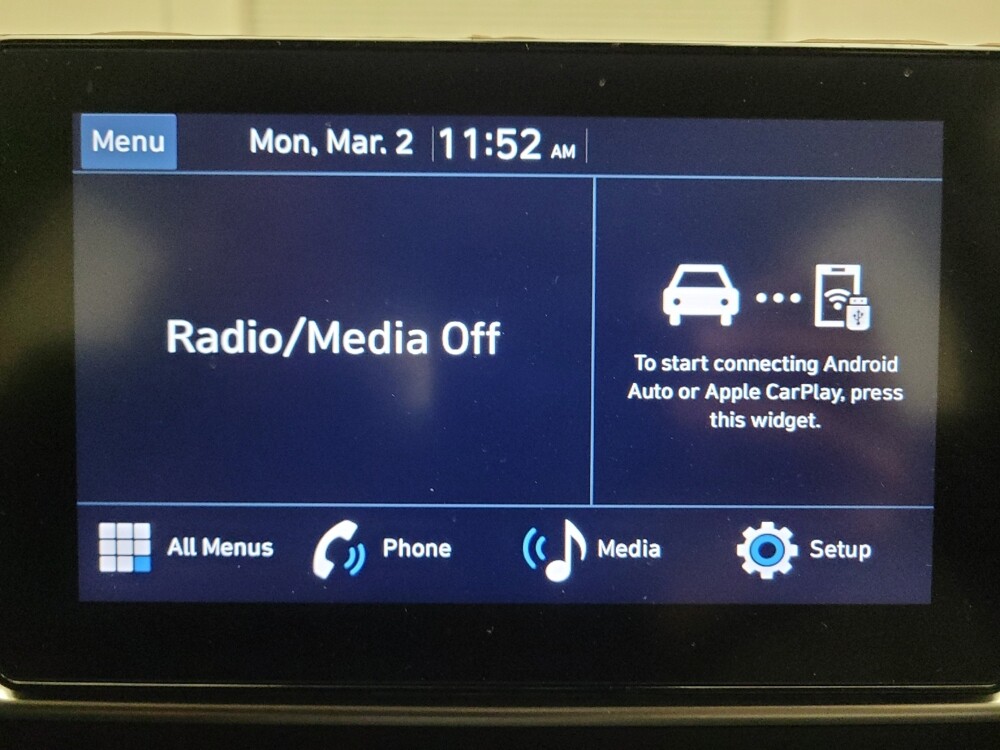 Menu Mon, Mar. 2 11:52 AM
Radio/Media Off
To start connecting Android
Auto or Apple CarPlay, press
this widget.
All Menus Phone Media Setup